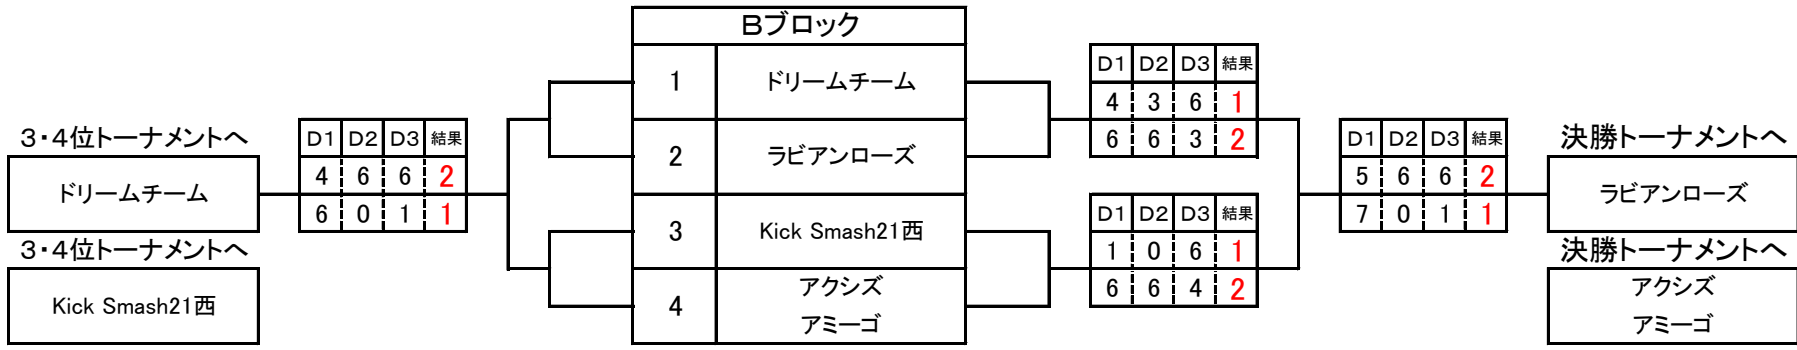 Bブロック
1 ドリームチーム
2 ラビアンローズ
3 Kick Smash21西
4 アクシズ
アミーゴ
3・4位トーナメントへ
ドリームチーム
3・4位トーナメントへ
Kick Smash21西
D1 D2 D3 結果
4 6 6 2
6 0 1 1
D1 D2 D3 結果
4 3 6 1
6 6 3 2
D1 D2 D3 結果
1 0 6 1
6 6 4 2
D1 D2 D3 結果
5 6 6 2
7 0 1 1
決勝トーナメントへ
ラビアンローズ
決勝トーナメントへ
アクシズ
アミーゴ